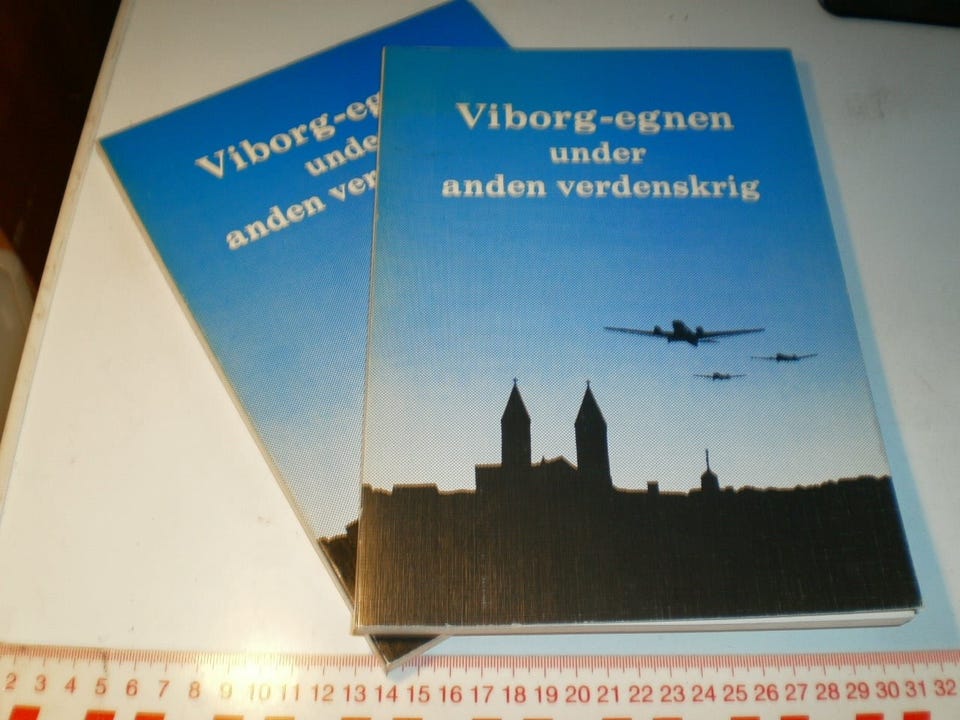 Viborg-egnen
under
anden verdenskrig
Viborg-eg
unde
anden ver
2 3 4 5 6 7 8 9 10 11 12 13 14 15 16 17 18 19 20 21 22 23 24 25 26 27 28 29 30 31 32